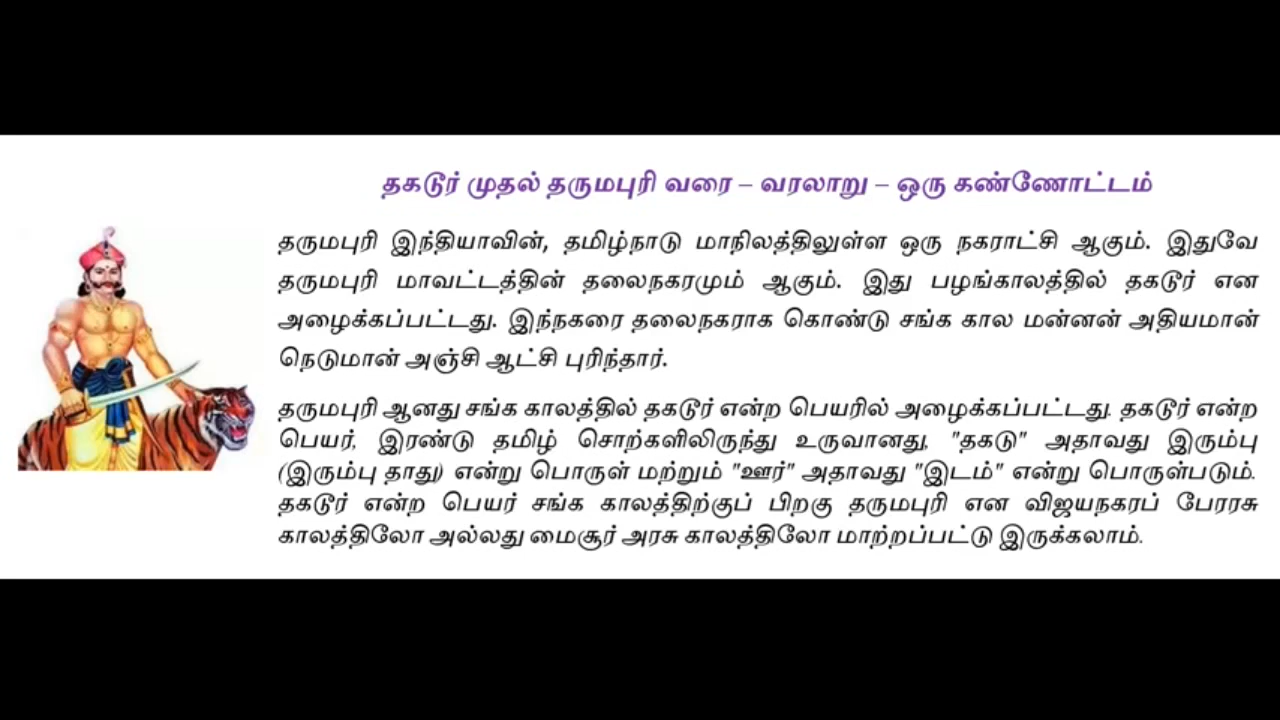 தகடூர் முதல் தருமபுரி வரை – வரலாறு – ஒரு கண்ணோட்டம்
தருமபுரி இந்தியாவின், தமிழ்நாடு மாநிலத்திலுள்ள ஒரு நகராட்சி ஆகும். இதுவே
தருமபுரி மாவட்டத்தின் தலைநகரமும் ஆகும். இது பழங்காலத்தில் தகடூர் என
அழைக்கப்பட்டது. இந்நகரை தலைநகராக கொண்டு சங்க கால மன்னன் அதியமான்
நெடுமான் அஞ்சி ஆட்சி புரிந்தார்.
தருமபுரி ஆனது சங்க காலத்தில் தகடூர் என்ற பெயரில் அழைக்கப்பட்டது. தகடூர் என்ற
பெயர், இரண்டு தமிழ் சொற்களிலிருந்து உருவானது, "தகடு" அதாவது இரும்பு
(இரும்பு தாது) என்று பொருள் மற்றும் "ஊர்" அதாவது "இடம்" என்று பொருள்படும்.
தகடூர் என்ற பெயர் சங்க காலத்திற்குப் பிறகு தருமபுரி என விஜயநகரப் பேரரசு
காலத்திலோ அல்லது மைசூர் அரசு காலத்திலோ மாற்றப்பட்டு இருக்கலாம்.